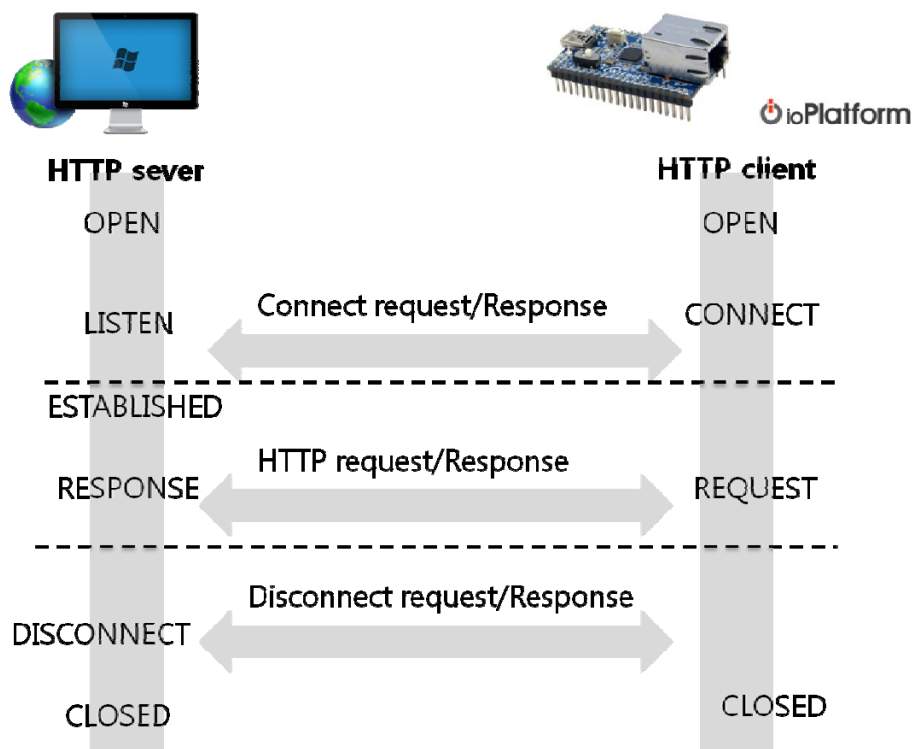 ioPlatform
HTTP sever
HTTP client
OPEN
OPEN
Connect request/Response
LISTEN
CONNECT
ESTABLISHED
HTTP request/Response
RESPONSE
REQUEST
Disconnect request/Response
DISCONNECT
CLOSED
CLOSED